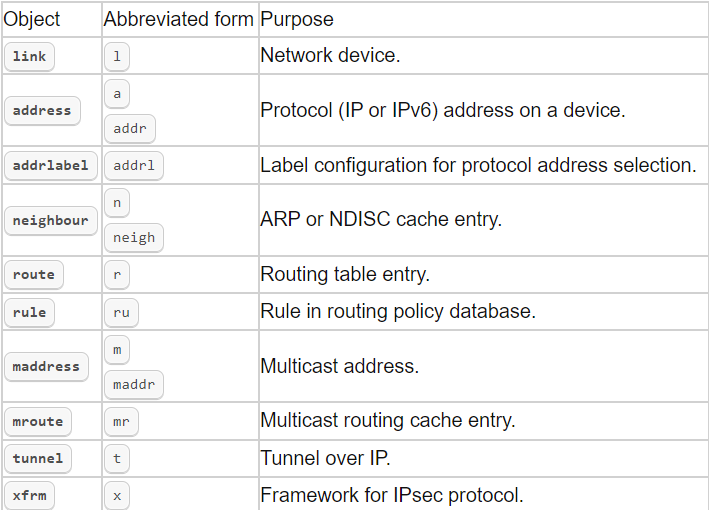 Object Abbreviated form Purpose
link l Network device.
address a addr Protocol (IP or IPv6) address on a device.
addrlabel addrl Label configuration for protocol address selection.
neighbour n neigh ARP or NDISC cache entry.
route r Routing table entry.
rule ru Rule in routing policy database.
maddress m maddr Multicast address.
mroute mr Multicast routing cache entry.
tunnel t Tunnel over IP.
xfrm x Framework for IPsec protocol.